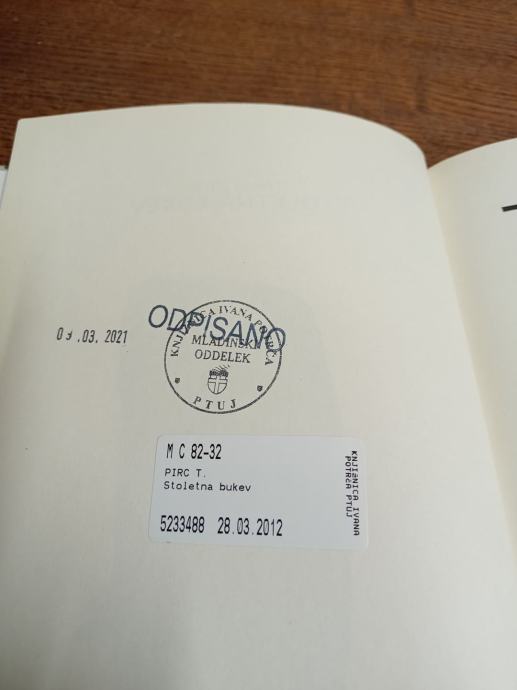 ODPISANO
KNJIŽNICA IVANA POTRČA
MLADINSKI
ODDELEK
PTUJ
09.03.2021
M C 82-32
PIRC T.
Stoletna bukev
5233488 28.03.2012
KNJIŽNICA IVANA
POTRČA PTUJ